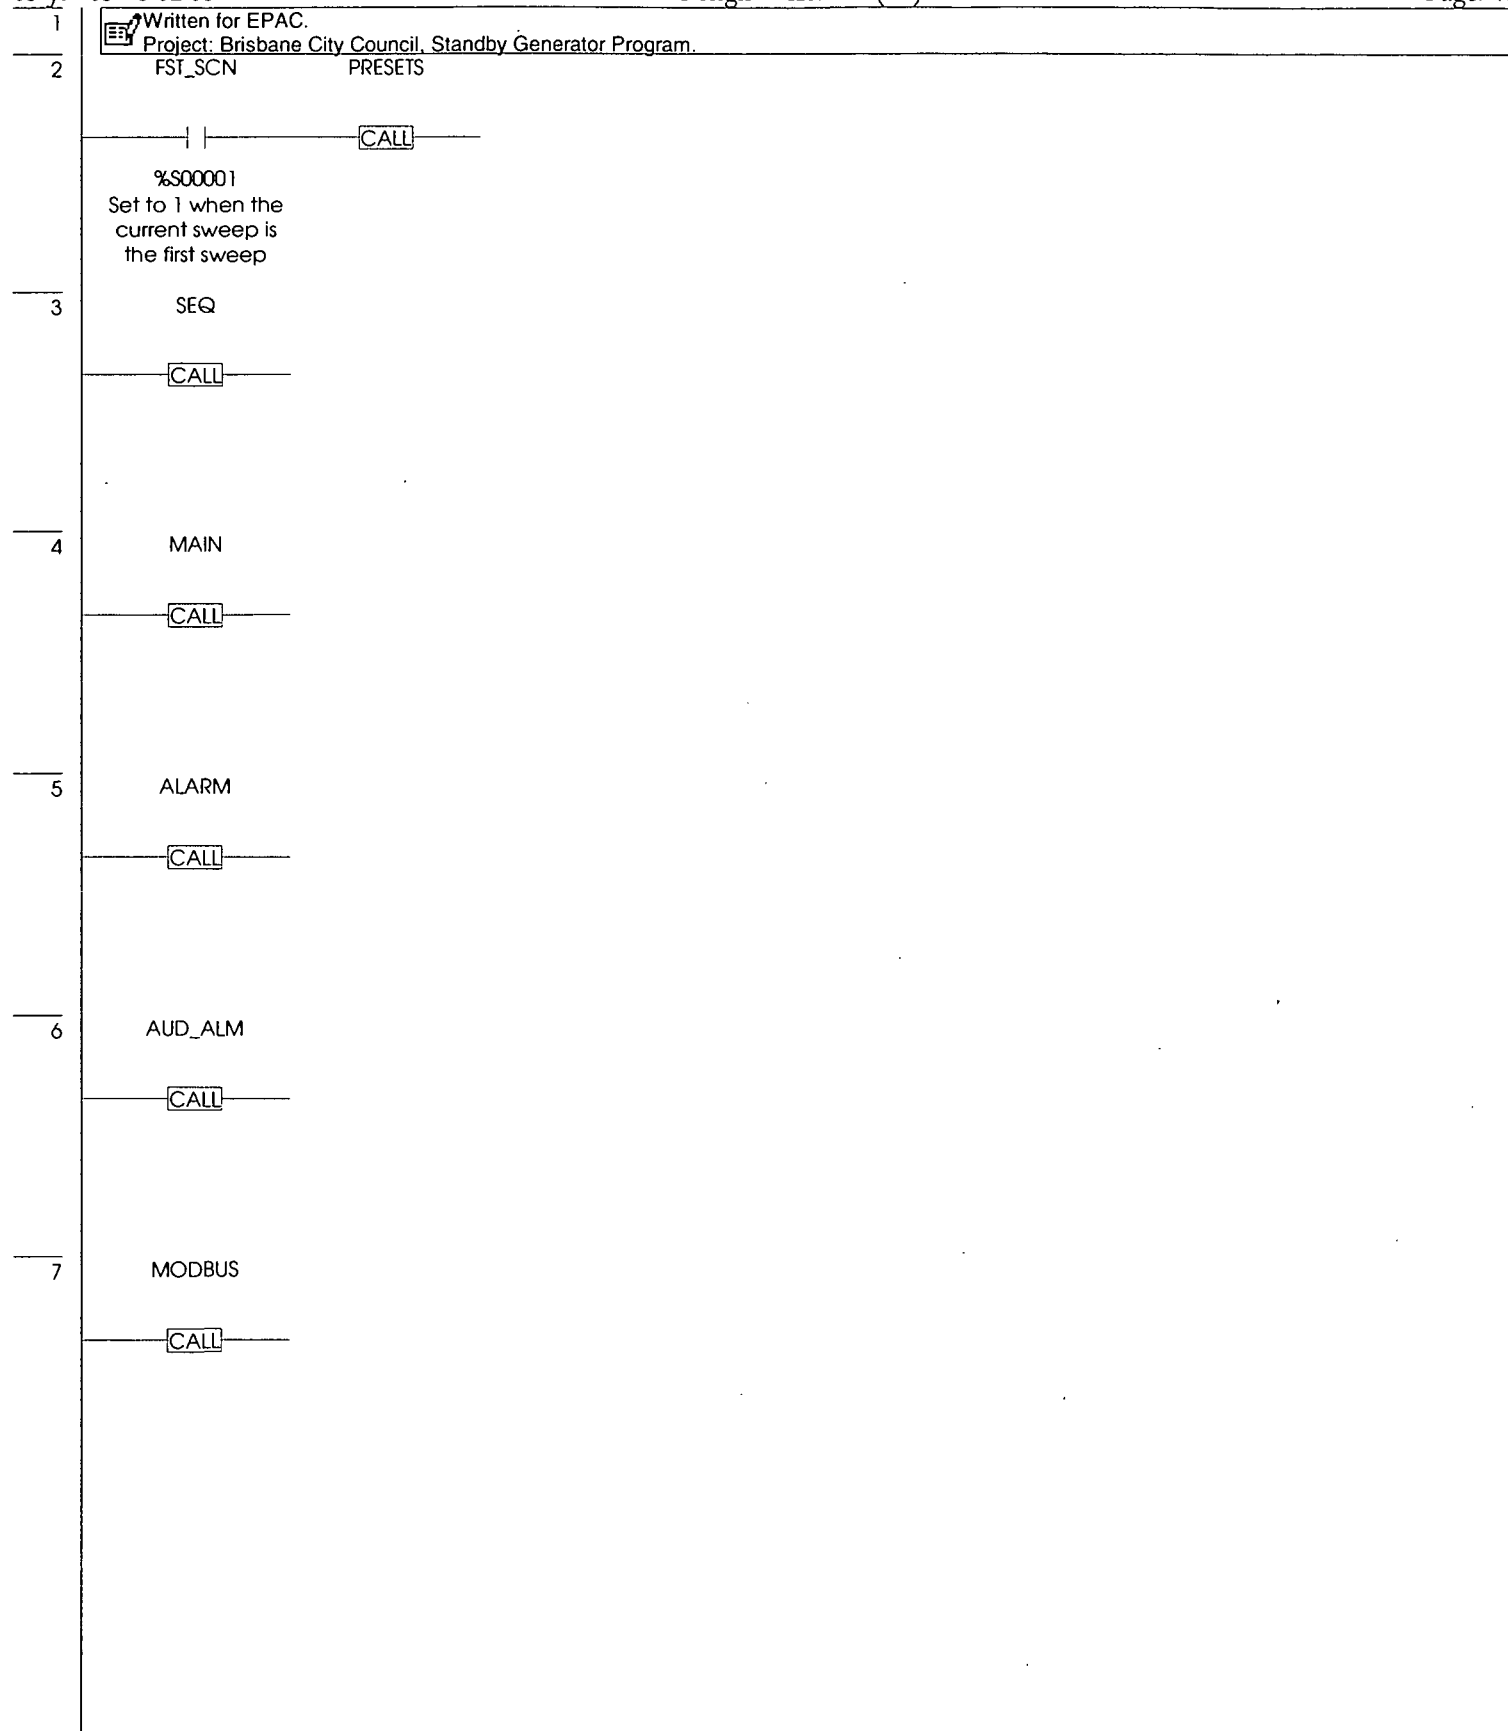 1
Written for EPAC.
Project: Brisbane City Council, Standby Generator Program.
2
FST_SCN PRESETS
CALL
%S00001
Set to 1 when the
current sweep is
the first sweep
3
SEQ
CALL
4
MAIN
CALL
5
ALARM
CALL
6
AUD_ALM
CALL
7
MODBUS
CALL